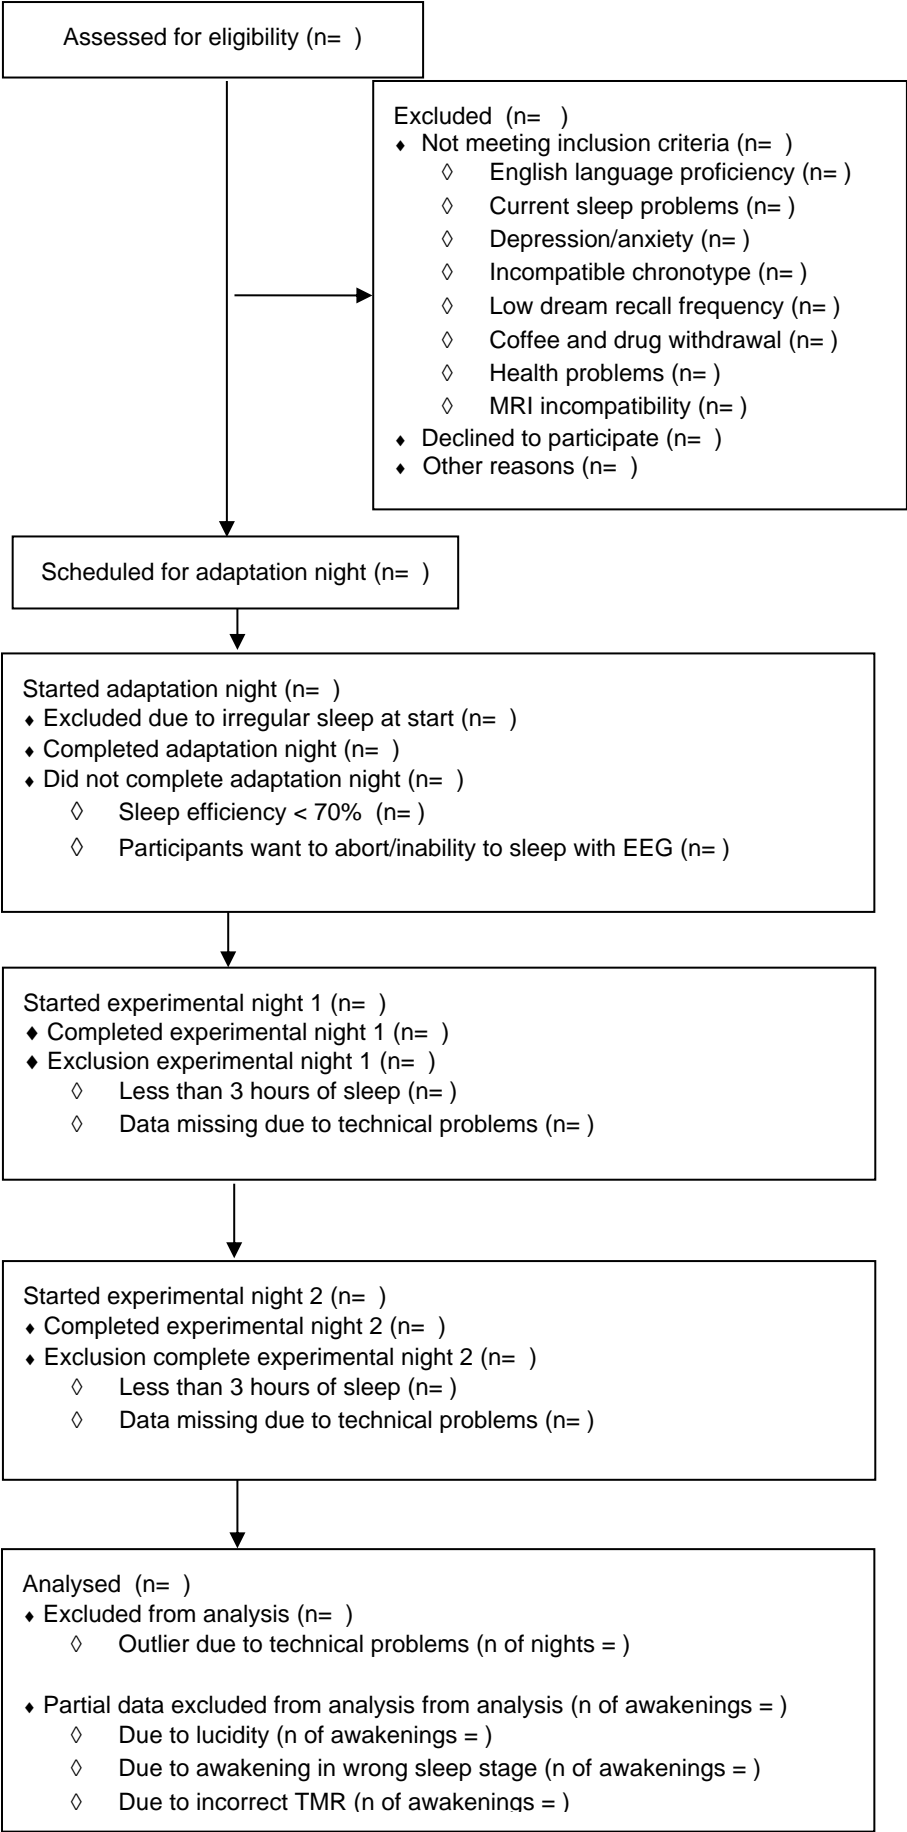 Assessed for eligibility (n=  )
Excluded  (n=   )
⬧ Not meeting inclusion criteria (n=  )
◊ English language proficiency (n= )
◊ Current sleep problems (n= )
◊ Depression/anxiety (n= )
◊ Incompatible chronotype (n= )
◊ Low dream recall frequency (n= )
◊ Coffee and drug withdrawal (n= )
◊ Health problems (n= )
◊ MRI incompatibility (n= )
⬧ Declined to participate (n=  )
⬧ Other reasons (n=  )
Scheduled for adaptation night (n=  )
Started adaptation night (n=  )
⬧ Excluded due to irregular sleep at start (n=  )
⬧ Completed adaptation night (n=  )
⬧ Did not complete adaptation night (n=  )
◊ Sleep efficiency < 70%  (n= )
◊ Participants want to abort/inability to sleep with EEG (n= )
Started experimental night 1 (n=  )
♦ Completed experimental night 1 (n=  )
♦ Exclusion experimental night 1 (n=  )
◊ Less than 3 hours of sleep (n= )
◊ Data missing due to technical problems (n= )
Started experimental night 2 (n=  )
⬧ Completed experimental night 2 (n=  )
⬧ Exclusion complete experimental night 2 (n=  )
◊ Less than 3 hours of sleep (n= )
◊ Data missing due to technical problems (n= )
Analysed  (n=  )
⬧ Excluded from analysis (n=  )
◊ Outlier due to technical problems (n of nights = )
⬧ Partial data excluded from analysis from analysis (n of awakenings = )
◊ Due to lucidity (n of awakenings = )
◊ Due to awakening in wrong sleep stage (n of awakenings = )
◊ Due to incorrect TMR (n of awakenings = )